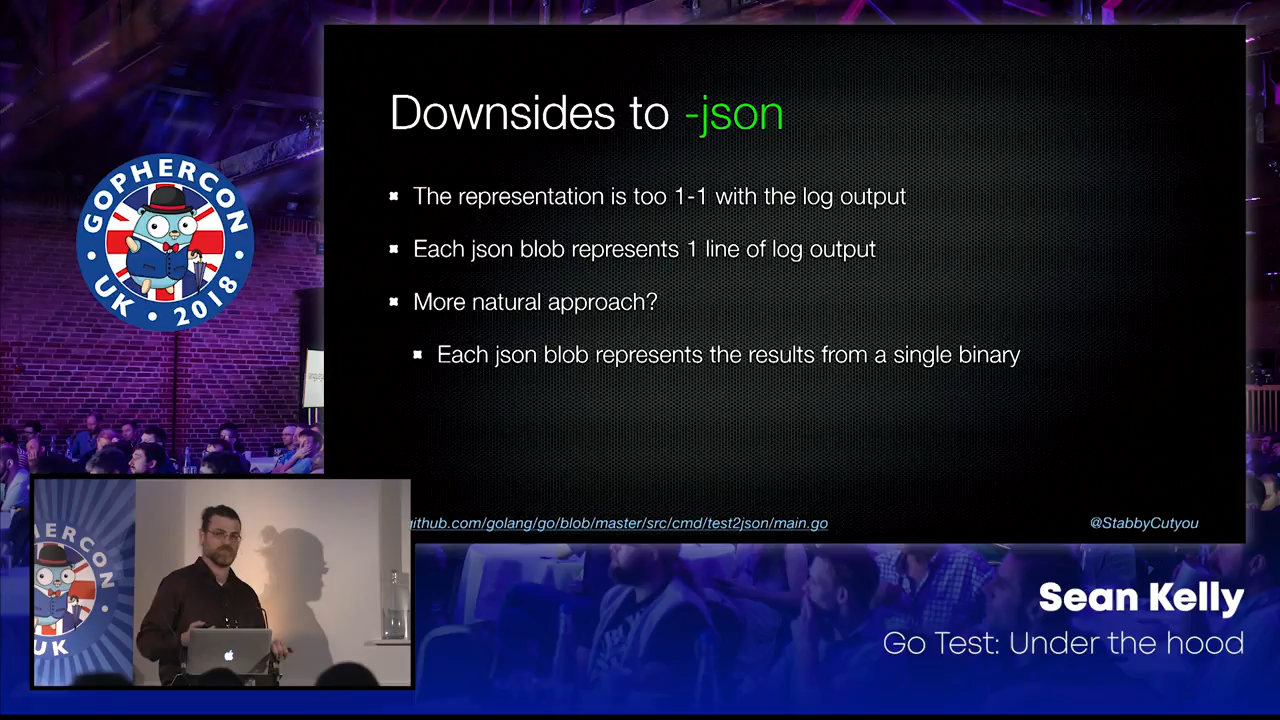 Downsides to -json
The representation is too 1-1 with the log output
Each json blob represents 1 line of log output
More natural approach?
Each json blob represents the results from a single binary
github.com/golang/go/blob/master/src/cmd/test2json/main.go
@StabbyCutyou
GOPHERCON
UK • 2018
Sean Kelly
Go Test: Under the hood
HERCON
UK